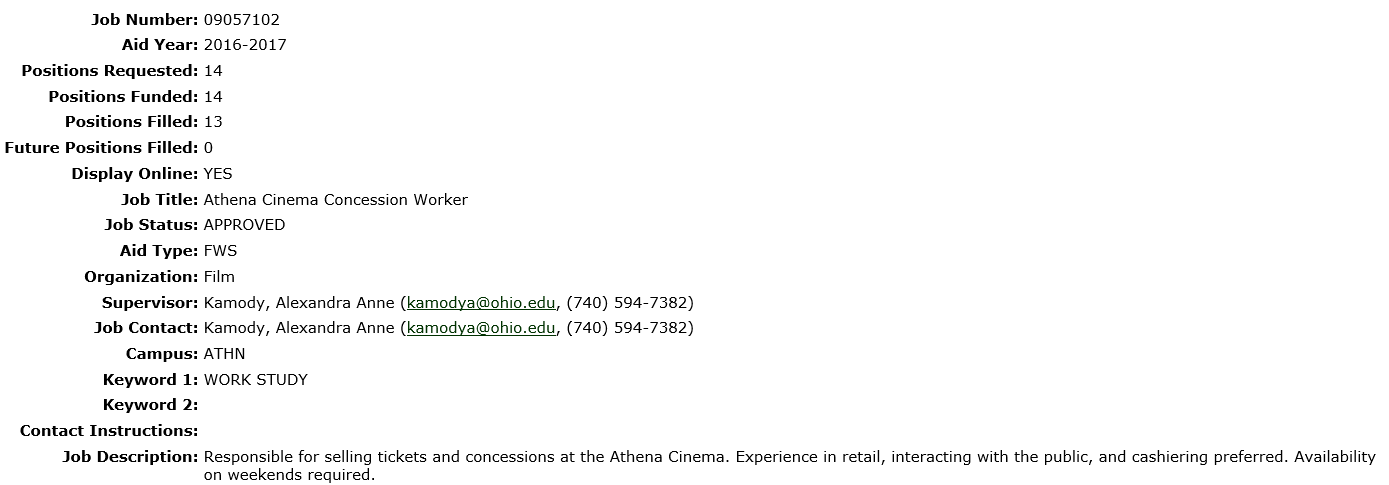 Job Number: 09057102
Aid Year: 2016-2017
Positions Requested: 14
Positions Funded: 14
Positions Filled: 13
Future Positions Filled: 0
Display Online: YES
Job Title: Athena Cinema Concession Worker
Job Status: APPROVED
Aid Type: FWS
Organization: Film
Supervisor: Kamody, Alexandra Anne (kamodya@ohio.edu, (740) 594-7382)
Job Contact: Kamody, Alexandra Anne (kamodya@ohio.edu, (740) 594-7382)
Campus: ATHN
Keyword 1: WORK STUDY
Keyword 2:
Contact Instructions:
Job Description: Responsible for selling tickets and concessions at the Athena Cinema. Experience in retail, interacting with the public, and cashiering preferred. Availability
on weekends required.